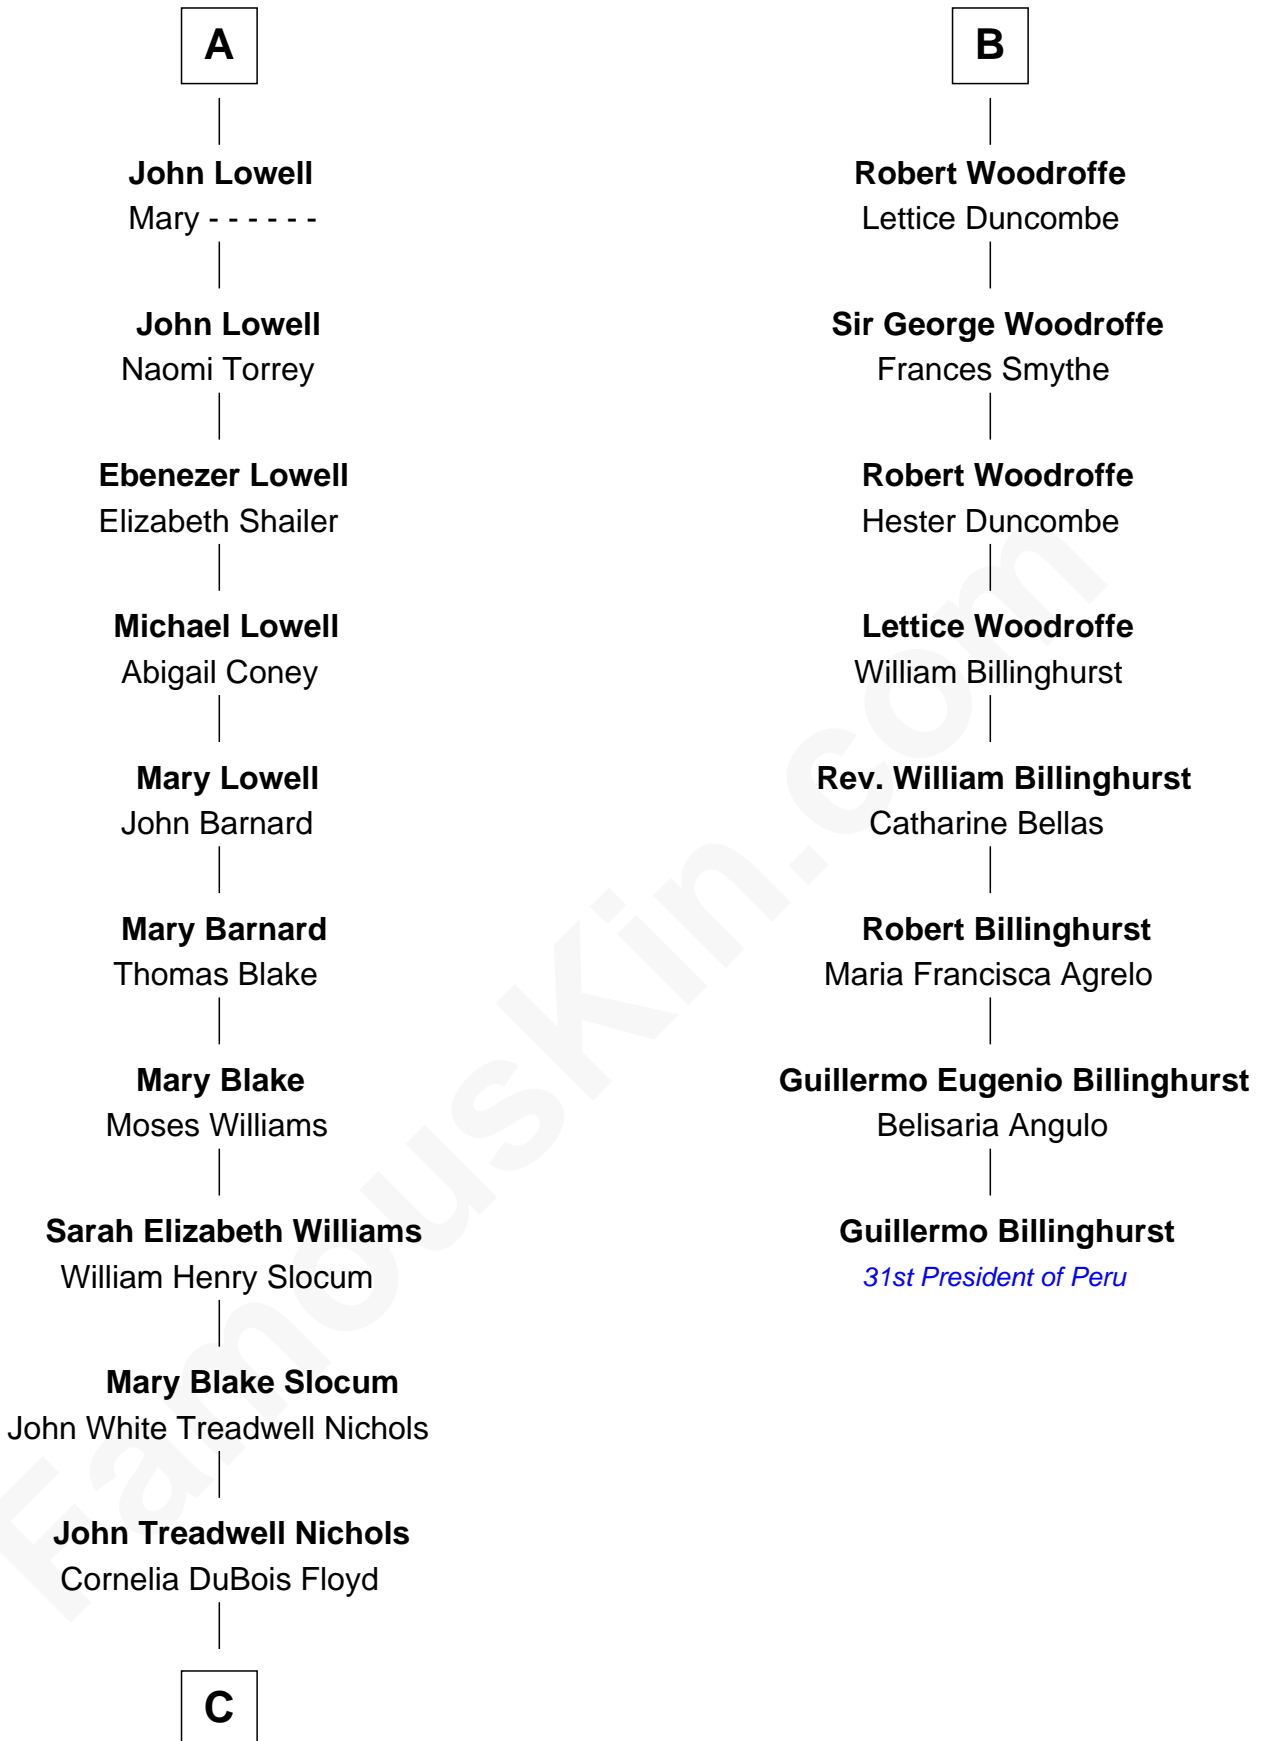 A
John Lowell
Mary - - - - - -
John Lowell
Naomi Torrey
Ebenezer Lowell
Elizabeth Shailer
Michael Lowell
Abigail Coney
Mary Lowell
John Barnard
Mary Barnard
Thomas Blake
Mary Blake
Moses Williams
Sarah Elizabeth Williams
William Henry Slocum
Mary Blake Slocum
John White Treadwell Nichols
John Treadwell Nichols
Cornelia DuBois Floyd
C
B
Robert Woodroffe
Lettice Duncombe
Sir George Woodroffe
Frances Smythe
Robert Woodroffe
Hester Duncombe
Lettice Woodroffe
William Billinghurst
Rev. William Billinghurst
Catharine Bellas
Robert Billinghurst
Maria Francisca Agrelo
Guillermo Eugenio Billinghurst
Belisaria Angulo
Guillermo Billinghurst
31st President of Peru
FamousKin.com